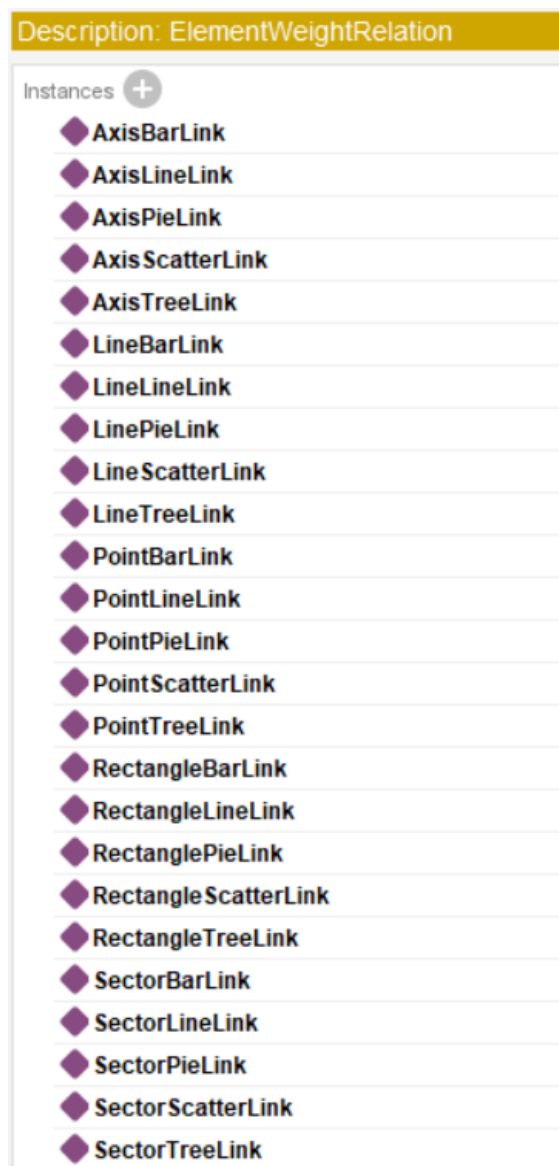 Description: ElementWeightRelation
Instances
AxisBarLink
AxisLineLink
AxisPieLink
AxisScatterLink
AxisTreeLink
LineBarLink
LineLineLink
LinePieLink
LineScatterLink
LineTreeLink
PointBarLink
PointLineLink
PointPieLink
PointScatterLink
PointTreeLink
RectangleBarLink
RectangleLineLink
RectanglePieLink
RectangleScatterLink
RectangleTreeLink
SectorBarLink
SectorLineLink
SectorPieLink
SectorScatterLink
SectorTreeLink